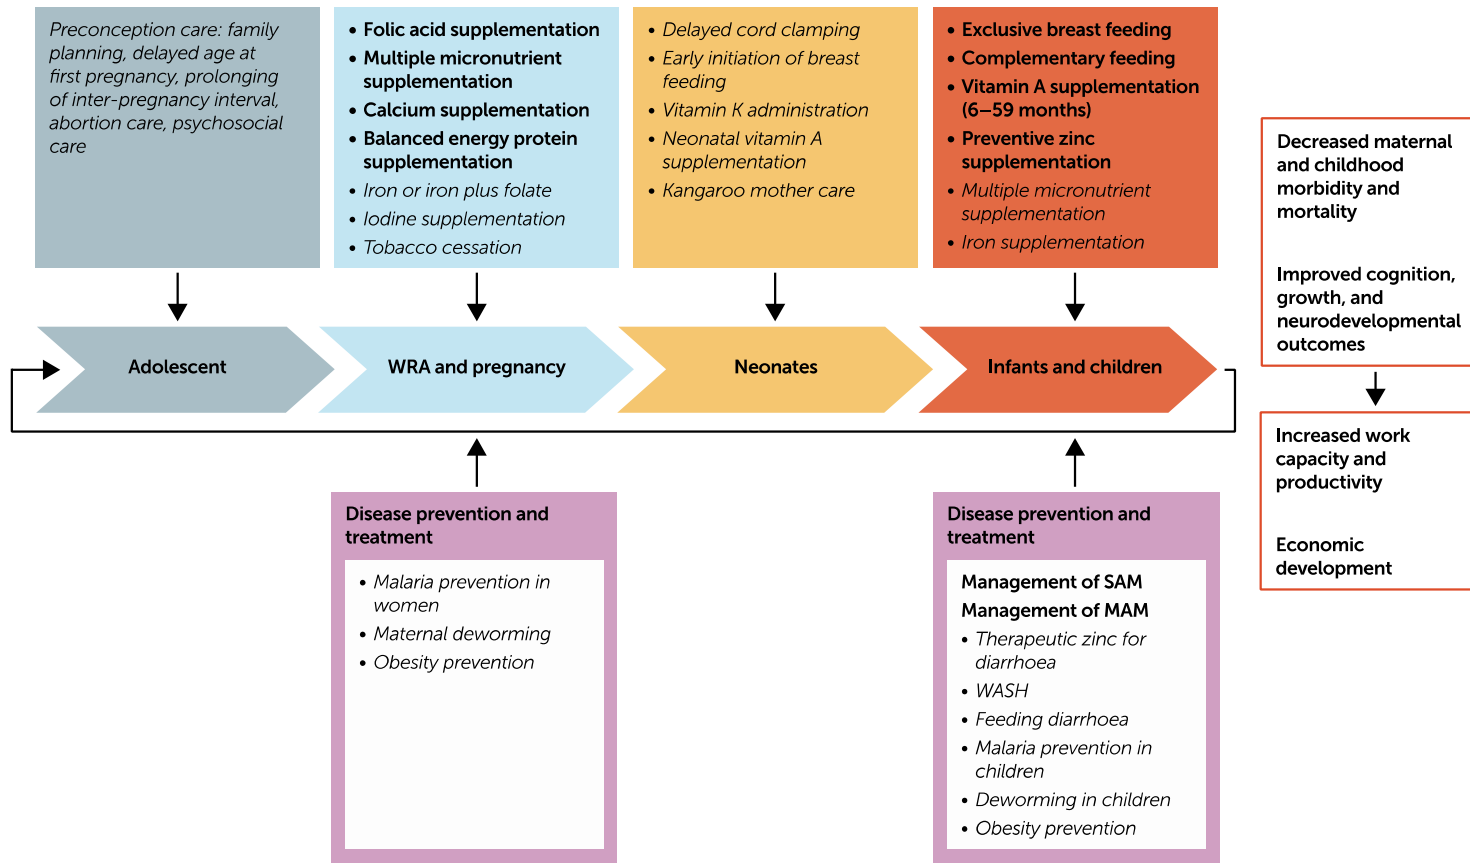 Preconception care: family
planning, delayed age at
first pregnancy, prolonging
of inter-pregnancy interval,
abortion care, psychosocial
care
• Folic acid supplementation
• Multiple micronutrient
supplementation
• Calcium supplementation
• Balanced energy protein
supplementation
• Iron or iron plus folate
• Iodine supplementation
• Tobacco cessation
• Delayed cord clamping
• Early initiation of breast
feeding
• Vitamin K administration
• Neonatal vitamin A
supplementation
• Kangaroo mother care
• Exclusive breast feeding
• Complementary feeding
• Vitamin A supplementation
(6–59 months)
• Preventive zinc
supplementation
• Multiple micronutrient
supplementation
• Iron supplementation
Adolescent
WRA and pregnancy
Neonates
Infants and children
Decreased maternal
and childhood
morbidity and
mortality
Improved cognition,
growth, and
neurodevelopmental
outcomes
Increased work
capacity and
productivity
Economic
development
Disease prevention and
treatment
• Malaria prevention in
women
• Maternal deworming
• Obesity prevention
Disease prevention and
treatment
Management of SAM
Management of MAM
• Therapeutic zinc for
diarrhoea
• WASH
• Feeding diarrhoea
• Malaria prevention in
children
• Deworming in children
• Obesity prevention